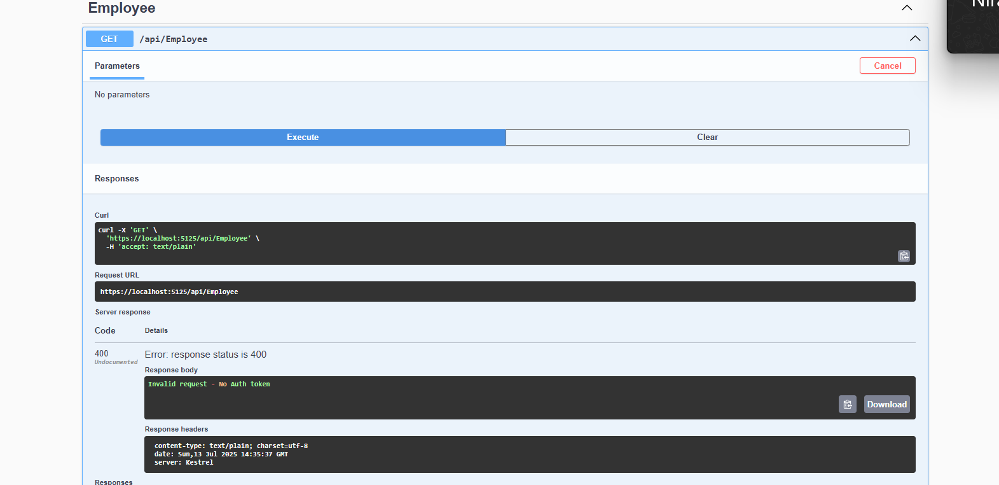 Employee
GET /api/Employee
Parameters
Cancel
No parameters
Execute
Clear
Responses
Curl
curl -X 'GET' \
'https://localhost:5125/api/Employee' \
-H 'accept: text/plain'
Request URL
https://localhost:5125/api/Employee
Server response
Code Details
400
Undocumented
Error: response status is 400
Response body
Invalid request - No Auth token
Download
Response headers
content-type: text/plain; charset=utf-8
date: Sun,13 Jul 2025 14:35:37 GMT
server: Kestrel
Responses